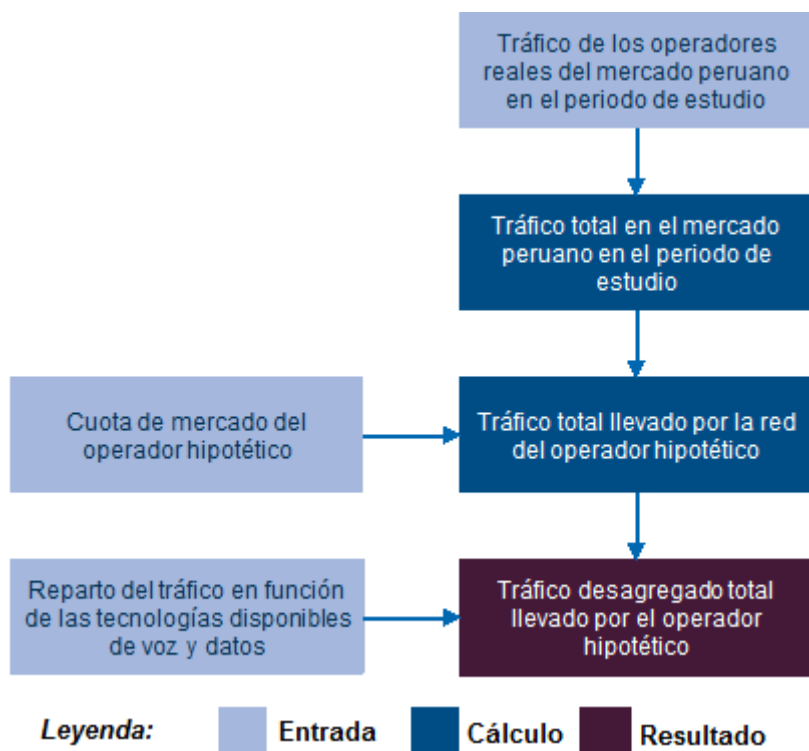 Tráfico de los operadores
reales del mercado peruano
en el periodo de estudio
Tráfico total en el mercado
peruano en el periodo de
estudio
Cuota de mercado del
operador hipotético
Tráfico total llevado por la red
del operador hipotético
Reparto del tráfico en función
de las tecnologías disponibles
de voz y datos
Tráfico desagregado total
llevado por el operador
hipotético
Leyenda: Entrada Cálculo Resultado